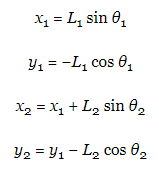 x₁ = L₁ sin θ₁
y₁ = −L₁ cos θ₁
x₂ = x₁ + L₂ sin θ₂
y₂ = y₁ − L₂ cos θ₂